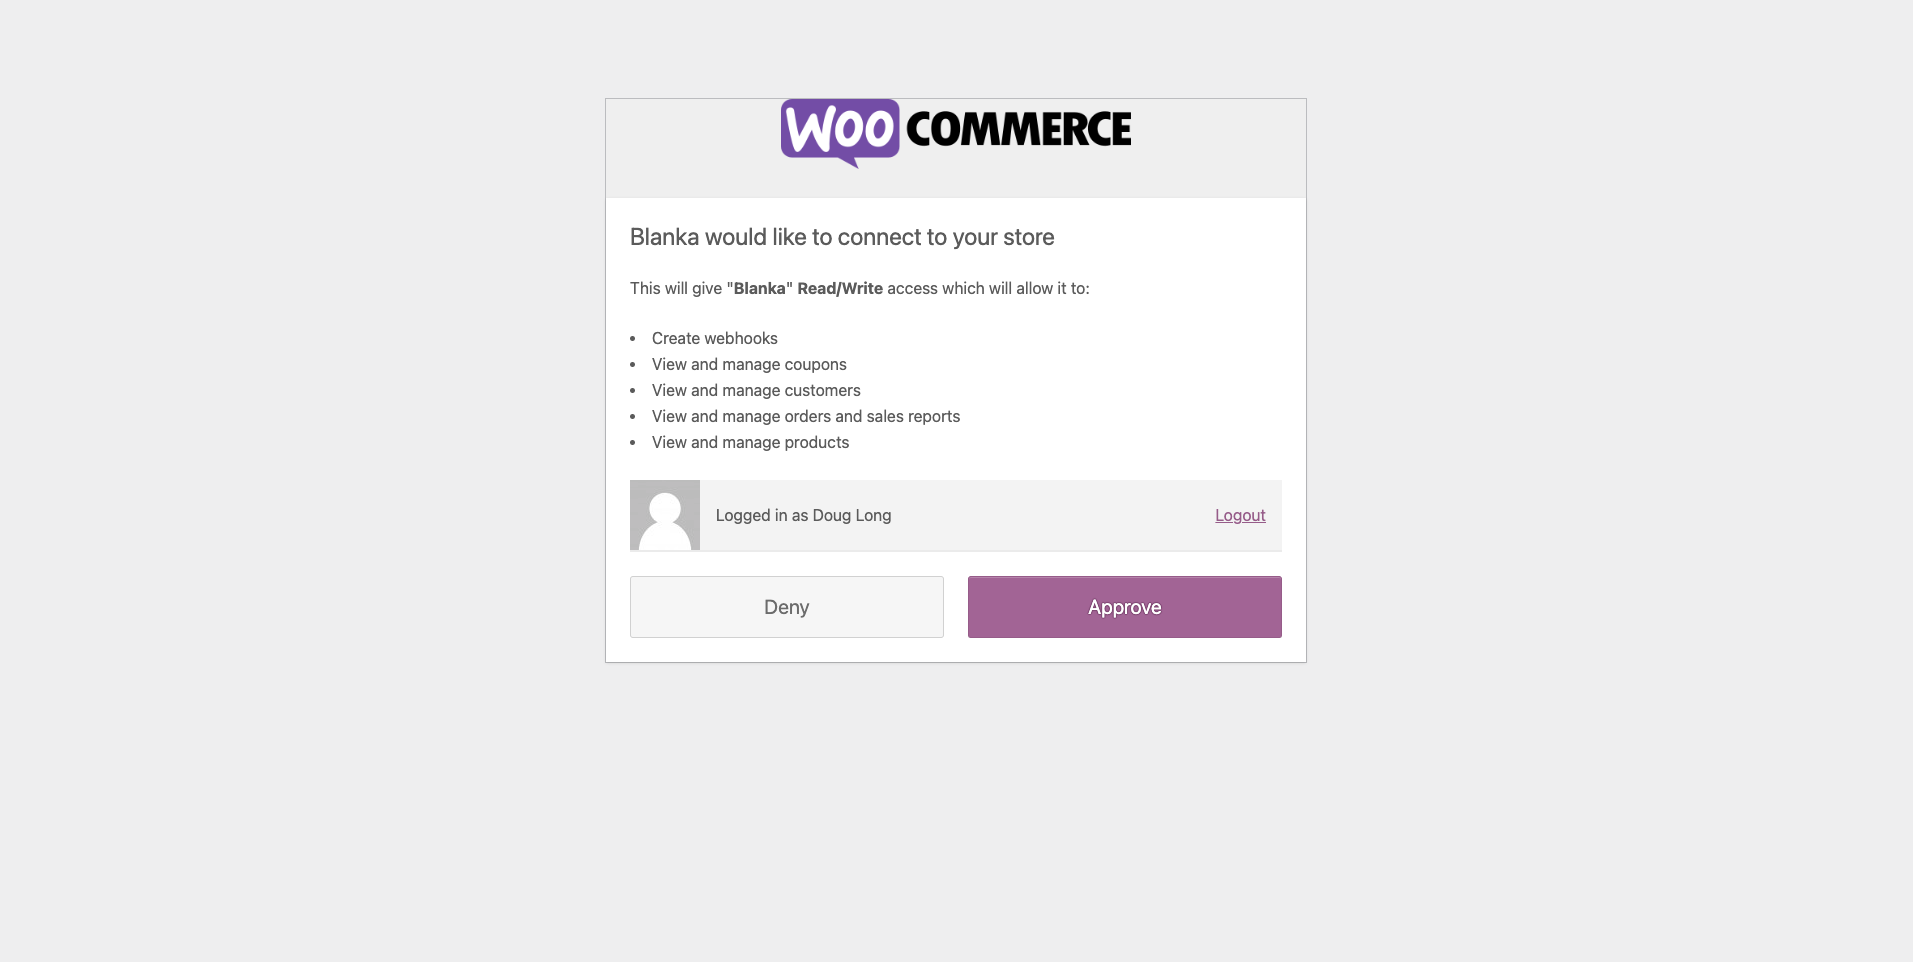 WOO COMMERCE
Blanka would like to connect to your store
This will give "Blanka" Read/Write access which will allow it to:
• Create webhooks
• View and manage coupons
• View and manage customers
• View and manage orders and sales reports
• View and manage products
Logged in as Doug Long
Logout
Deny
Approve